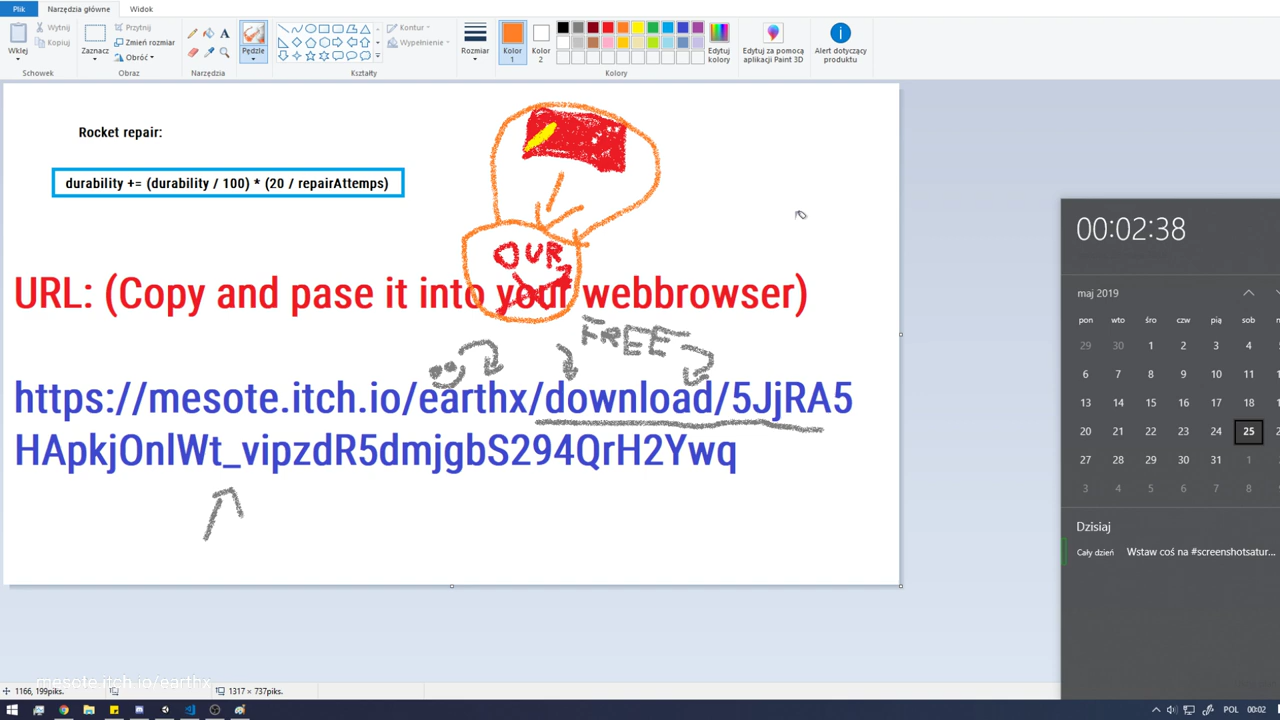 Plik
Narzędzia główne
Widok
Wklej
Wytnij
Kopiuj
Schowek
Zaznacz
Przytnij
Zmień rozmiar
Obróć
Obraz
Narzędzia
Pędzle
Kształty
Kontur
Wypełnienie
Rozmiar
Kolor 1
Kolor 2
Kolory
Edytuj kolory
Edytuj za pomocą aplikacji Paint 3D
Alert dotyczący produktu
Rocket repair:
durability += (durability / 100) * (20 / repairAttemps)
OUR
URL: (Copy and pase it into your webbrowser)
FREE
https://mesote.itch.io/earthx/download/5JjRA5
HApkjOnlWt_vipzdR5dmjgbS294QrH2Ywq
00:02:38
maj 2019
pon wto śro czw pią sob
29 30 1 2 3 4
6 7 8 9 10 11
13 14 15 16 17 18
20 21 22 23 24 25
27 28 29 30 31 1
3 4 5 6 7 8
Dzisiaj
Cały dzień Wstaw coś na #screenshotsatur...
mesote.itch.io/earthx
1166, 199piks.
1317 × 737piks.
POL
00:02